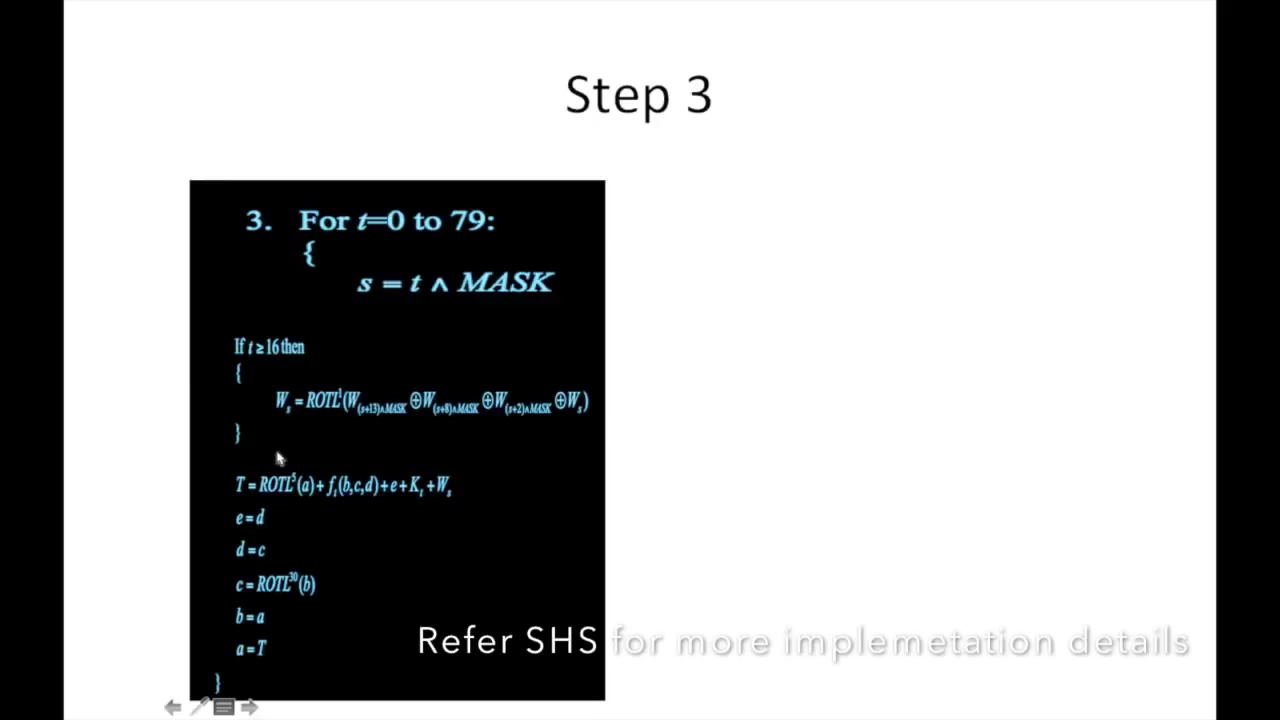 Step 3
3. For t=0 to 79:
{
s = t ∧ MASK
If t ≥ 16 then
{
W_s = ROTL^1(W_(s+13)∧MASK ⊕ W_(s+8)∧MASK ⊕ W_(s+2)∧MASK ⊕ W_s)
}
T = ROTL^5(a) + f_t(b,c,d) + e + K_t + W_s
e = d
d = c
c = ROTL^30(b)
b = a
a = T
}
Refer SHS for more implemetation details